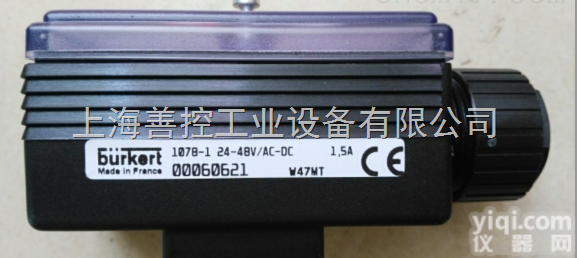 上海善控工业设备有限公司
bürkert
Made in France
1078-1 24-48V/AC-DC 1,5A
00060621 W47MT
CE
yiqi.com
仪器网